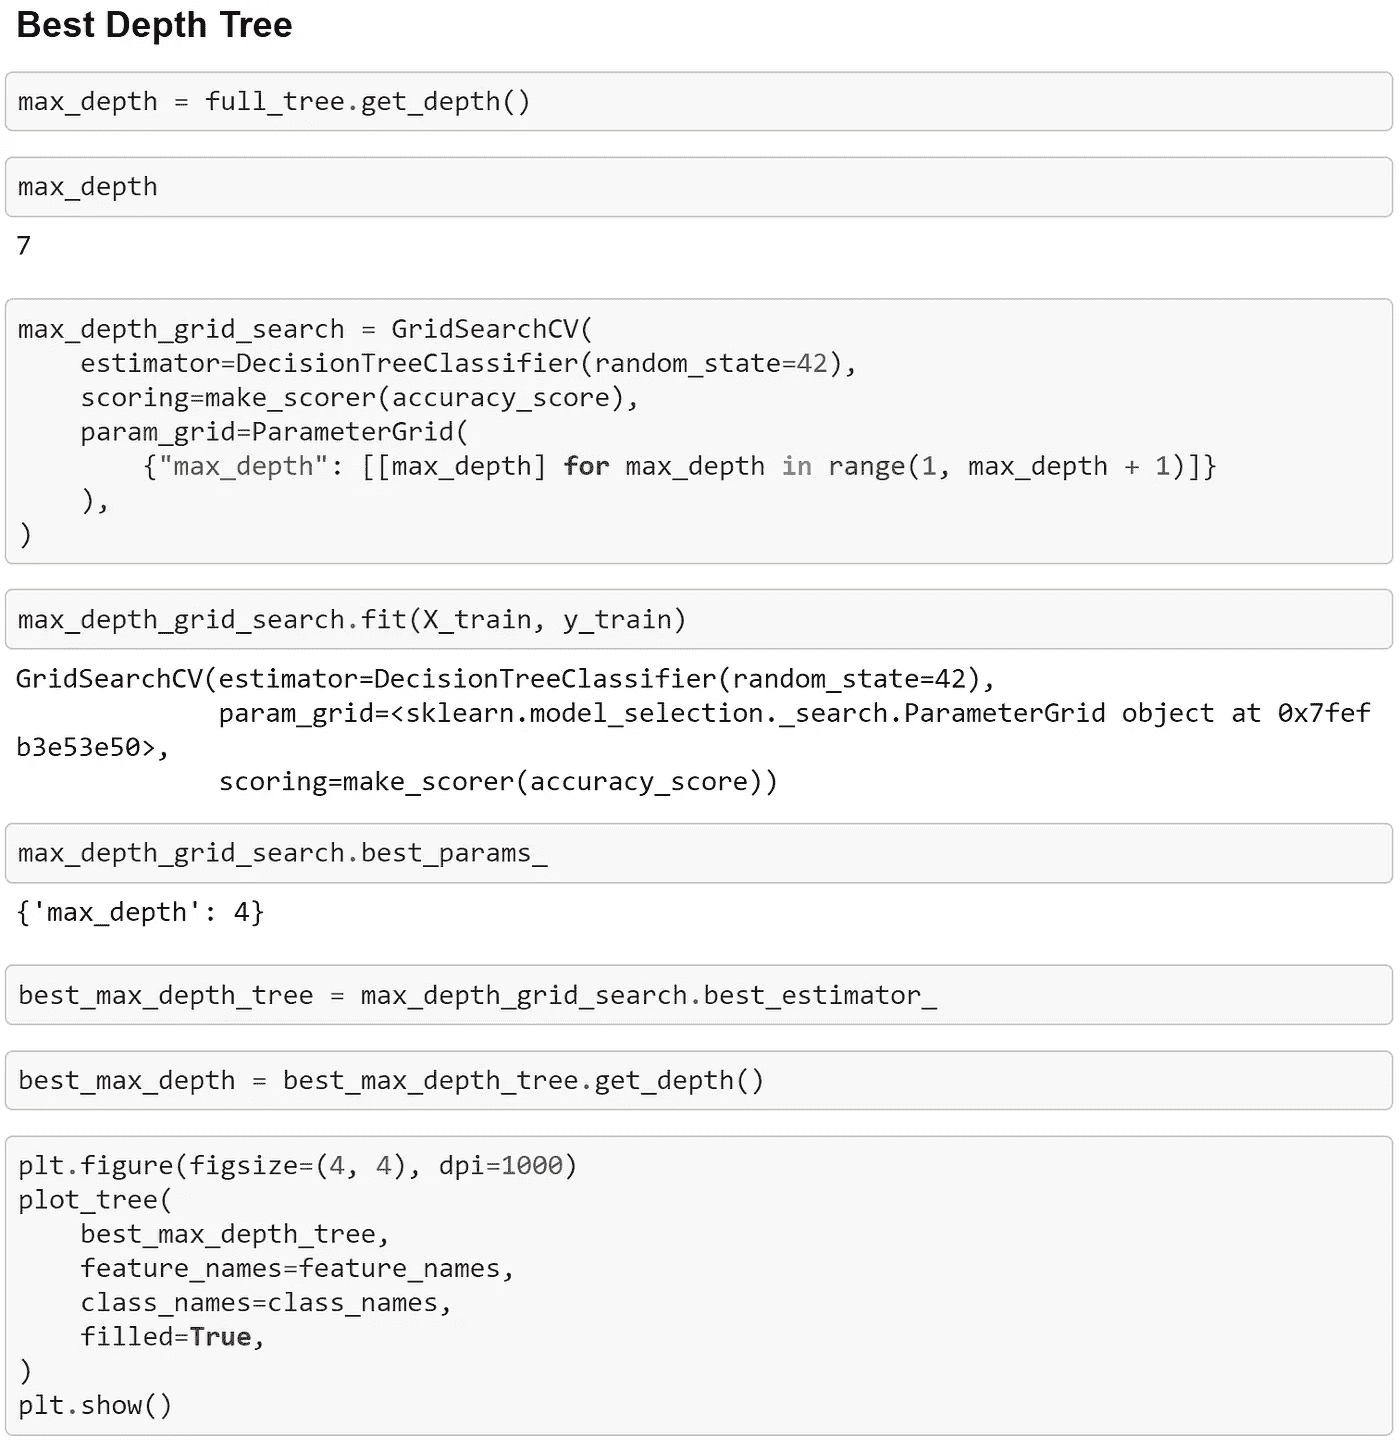 Best Depth Tree
max_depth = full_tree.get_depth()
max_depth
7
max_depth_grid_search = GridSearchCV(
    estimator=DecisionTreeClassifier(random_state=42),
    scoring=make_scorer(accuracy_score),
    param_grid=ParameterGrid(
        {"max_depth": [[max_depth] for max_depth in range(1, max_depth + 1)]}
    ),
)
max_depth_grid_search.fit(X_train, y_train)
GridSearchCV(estimator=DecisionTreeClassifier(random_state=42),
             param_grid=<sklearn.model_selection._search.ParameterGrid object at 0x7fef
b3e53e50>,
             scoring=make_scorer(accuracy_score))
max_depth_grid_search.best_params_
{'max_depth': 4}
best_max_depth_tree = max_depth_grid_search.best_estimator_
best_max_depth = best_max_depth_tree.get_depth()
plt.figure(figsize=(4, 4), dpi=1000)
plot_tree(
    best_max_depth_tree,
    feature_names=feature_names,
    class_names=class_names,
    filled=True,
)
plt.show()